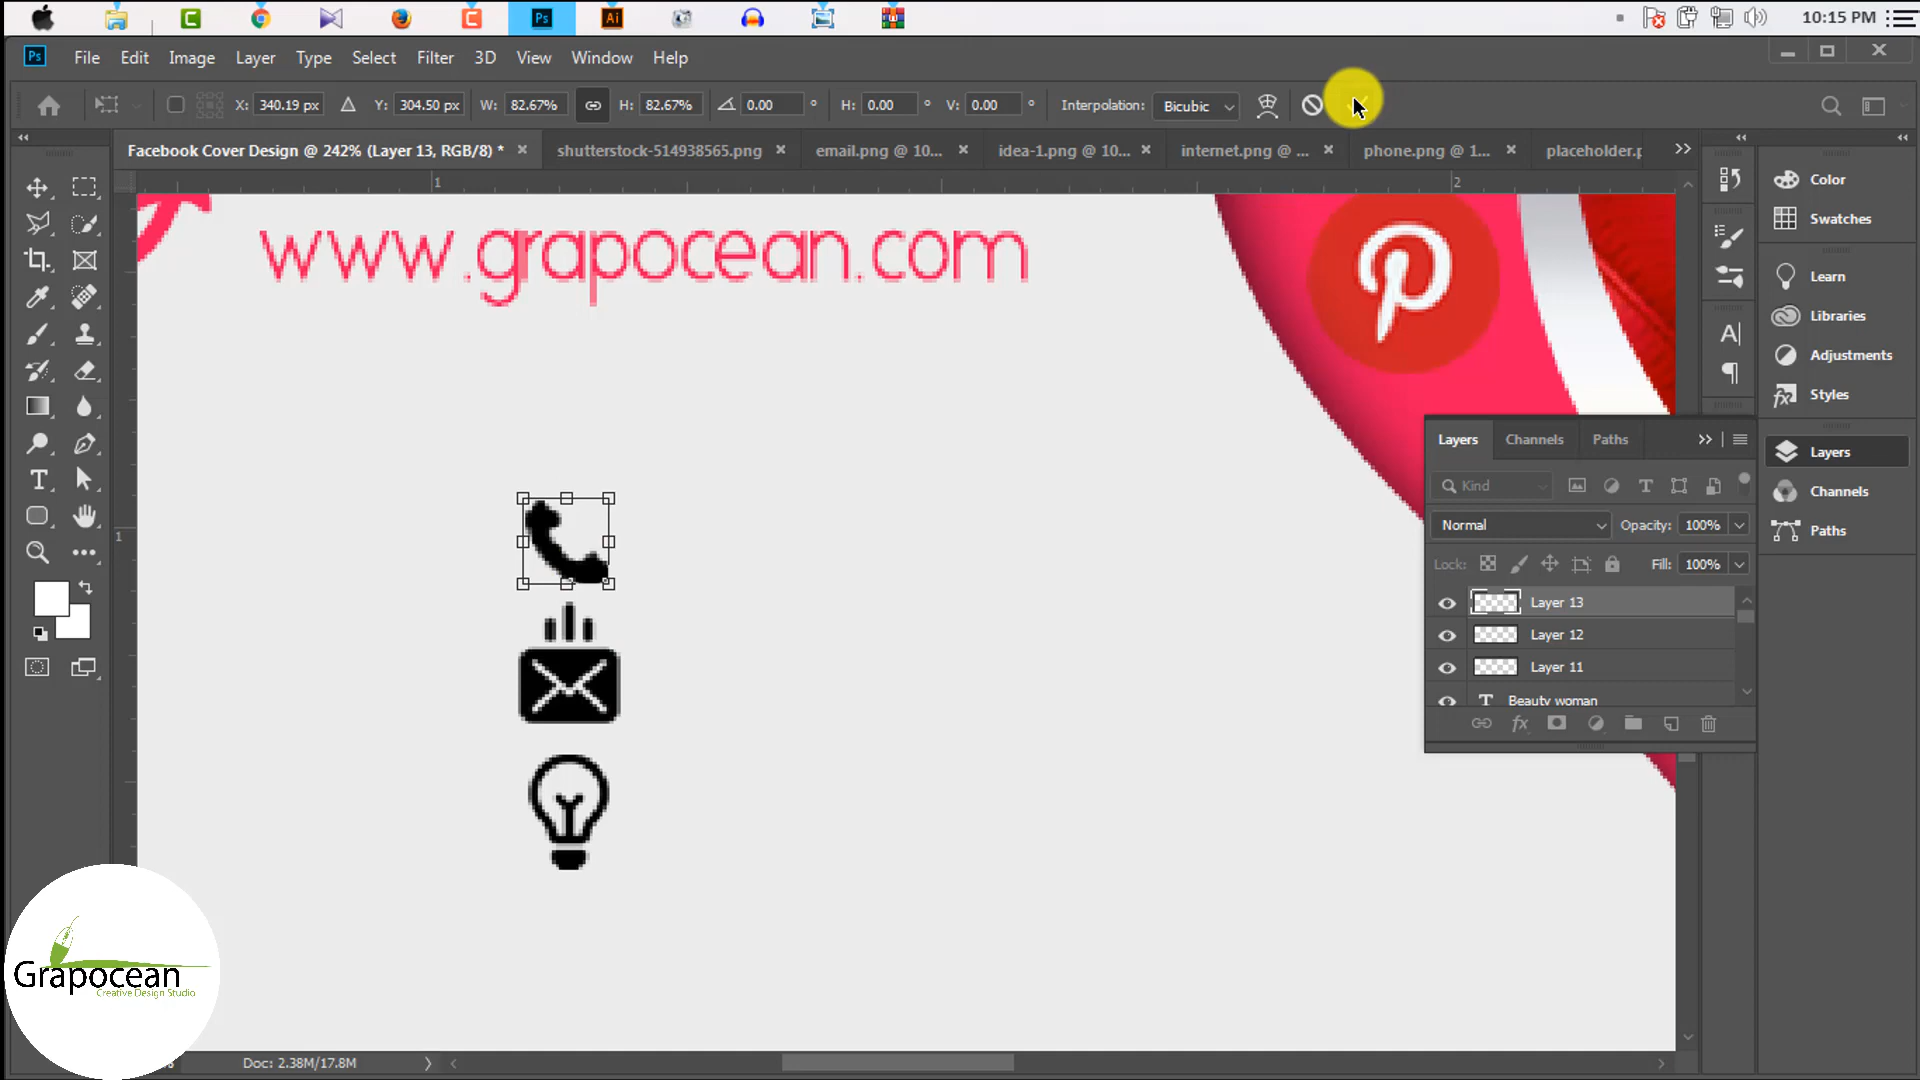 10:15 PM
Ps File Edit Image Layer Type Select Filter 3D View Window Help
X: 340.19 px Y: 304.50 px W: 82.67% H: 82.67% 0.00 ° H: 0.00 ° V: 0.00 ° Interpolation: Bicubic
Facebook Cover Design @ 242% (Layer 13, RGB/8) * shutterstock-514938565.png email.png @ 10... idea-1.png @ 10... internet.png @ ... phone.png @ 1... placeholder.p
1 2
Color
Swatches
Learn
Libraries
Adjustments
Styles
Layers
Channels
Paths
www.grapocean.com
Layers Channels Paths
Kind
Normal Opacity: 100%
Lock: Fill: 100%
Layer 13
Layer 12
Layer 11
Beauty woman
1
Grapocean
Creative Design Studio
Doc: 2.38M/17.8M